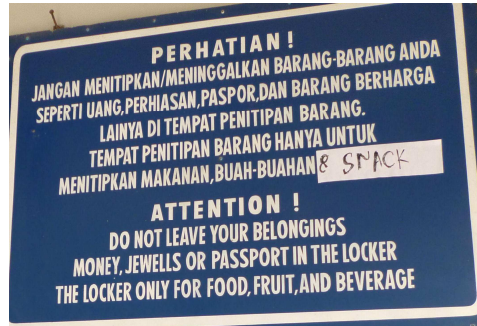 PERHATIAN!
JANGAN MENITIPKAN/MENINGGALKAN BARANG-BARANG ANDA
SEPERTI UANG,PERHIASAN,PASPOR,DAN BARANG BERHARGA
LAINYA DI TEMPAT PENITIPAN BARANG.
TEMPAT PENITIPAN BARANG HANYA UNTUK
MENITIPKAN MAKANAN,BUAH-BUAHAN & SNACK
ATTENTION !
DO NOT LEAVE YOUR BELONGINGS
MONEY, JEWELLS OR PASSPORT IN THE LOCKER
THE LOCKER ONLY FOR FOOD, FRUIT, AND BEVERAGE